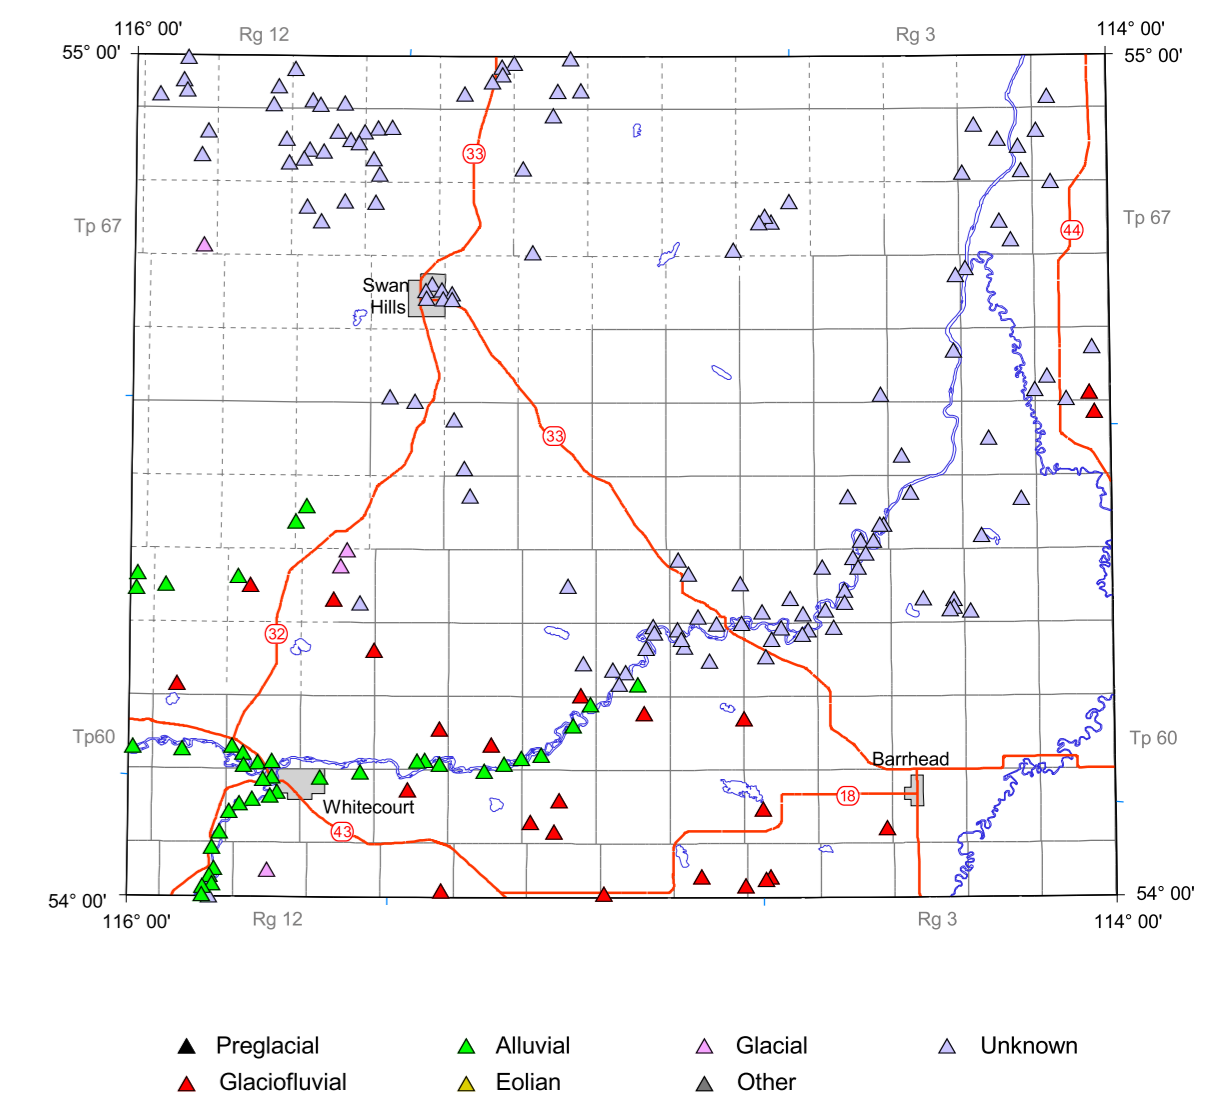 116° 00'
Rg 12
Rg 3
114° 00'
55° 00'
55° 00'
33
Tp 67
Tp 67
44
Swan
Hills
33
32
Tp60
Tp 60
Barrhead
Whitecourt
18
43
54° 00'
54° 00'
116° 00'
Rg 12
Rg 3
114° 00'
Preglacial
Alluvial
Glacial
Unknown
Glaciofluvial
Eolian
Other